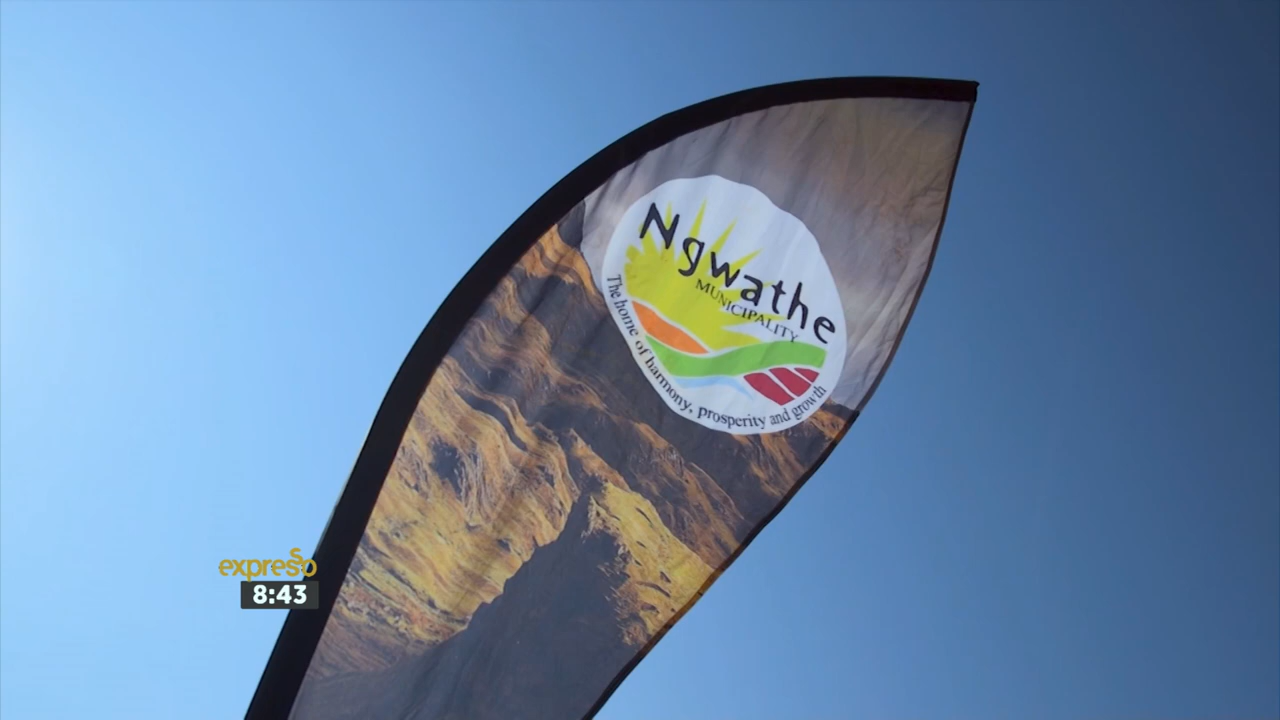 Ngwathe
MUNICIPALITY
The home of harmony, prosperity and growth
expresso
8:43